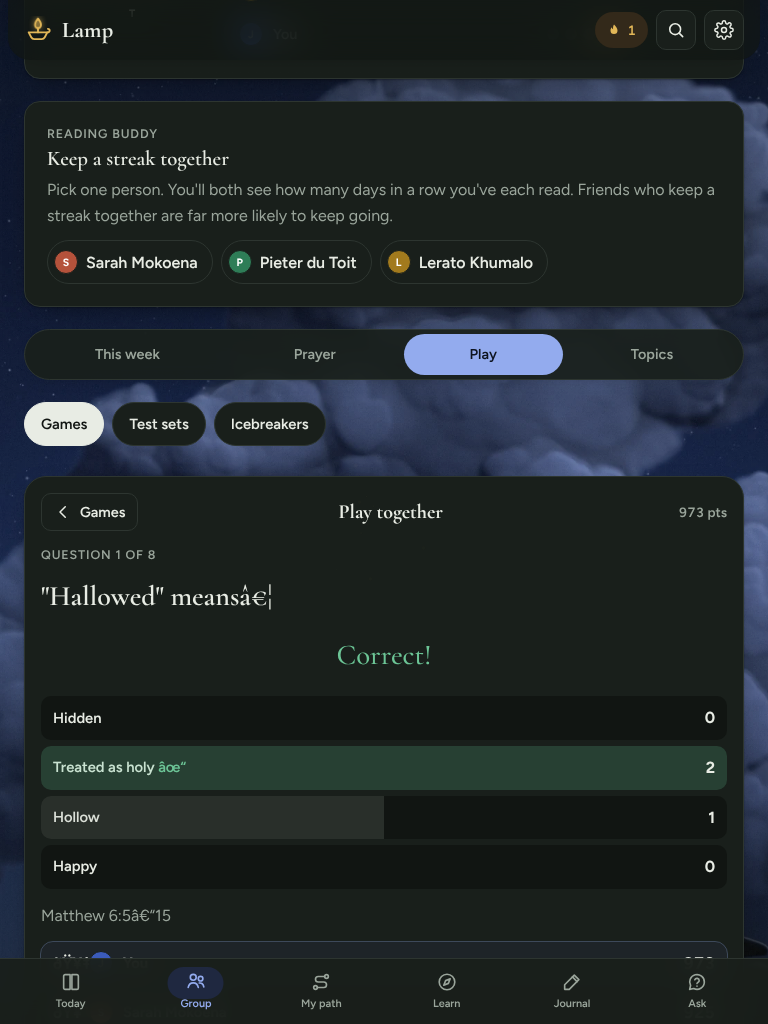 Lamp
1
READING BUDDY
Keep a streak together
Pick one person. You'll both see how many days in a row you've each read. Friends who keep a
streak together are far more likely to keep going.
S Sarah Mokoena P Pieter du Toit L Lerato Khumalo
This week Prayer Play Topics
Games Test sets Icebreakers
Games Play together 973 pts
QUESTION 1 OF 8
"Hallowed" meansâ€¦
Correct!
Hidden 0
Treated as holy âœ“ 2
Hollow 1
Happy 0
Matthew 6:5â€“15
Today Group My path Learn Journal Ask